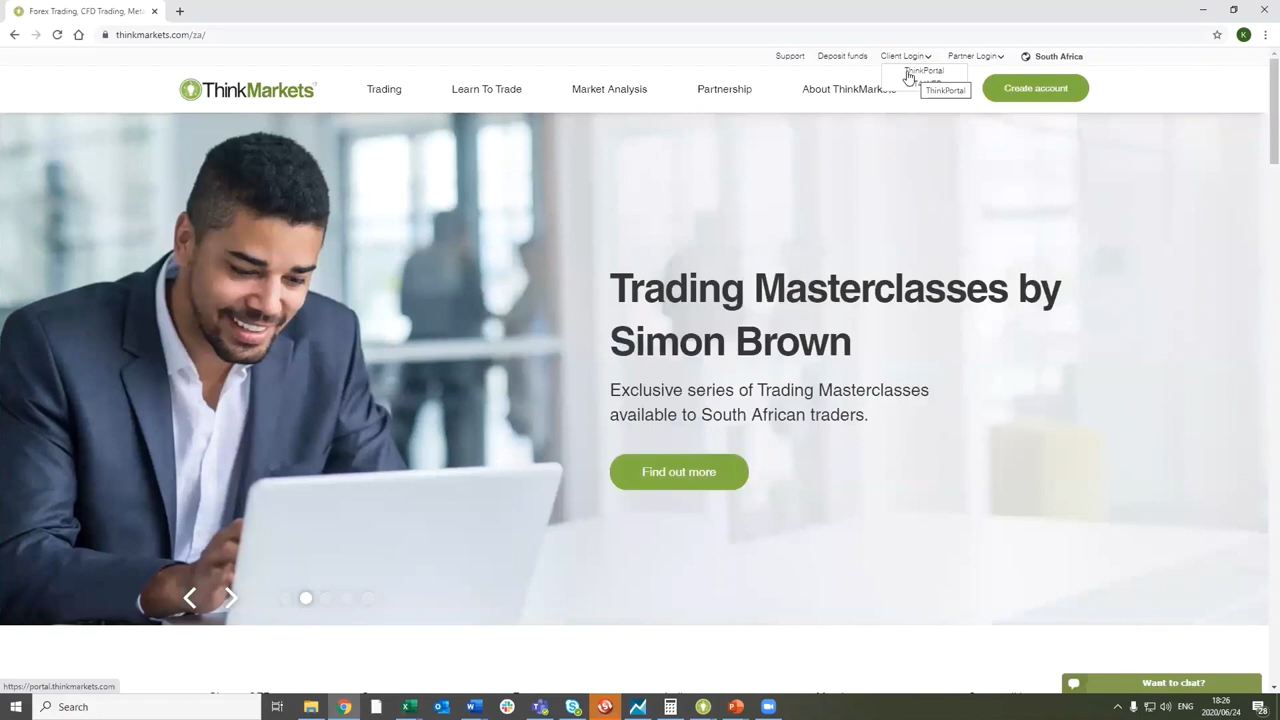 Forex Trading, CFD Trading, Met
thinkmarkets.com/za/
K
Support Deposit funds Client Login Partner Login South Africa
ThinkPortal
ThinkPortal
ThinkMarkets
Trading Learn To Trade Market Analysis Partnership About ThinkMarkets Create account
Trading Masterclasses by
Simon Brown
Exclusive series of Trading Masterclasses
available to South African traders.
Find out more
https://portal.thinkmarkets.com
Want to chat?
Search
ENG
18:26
2020/06/24
28